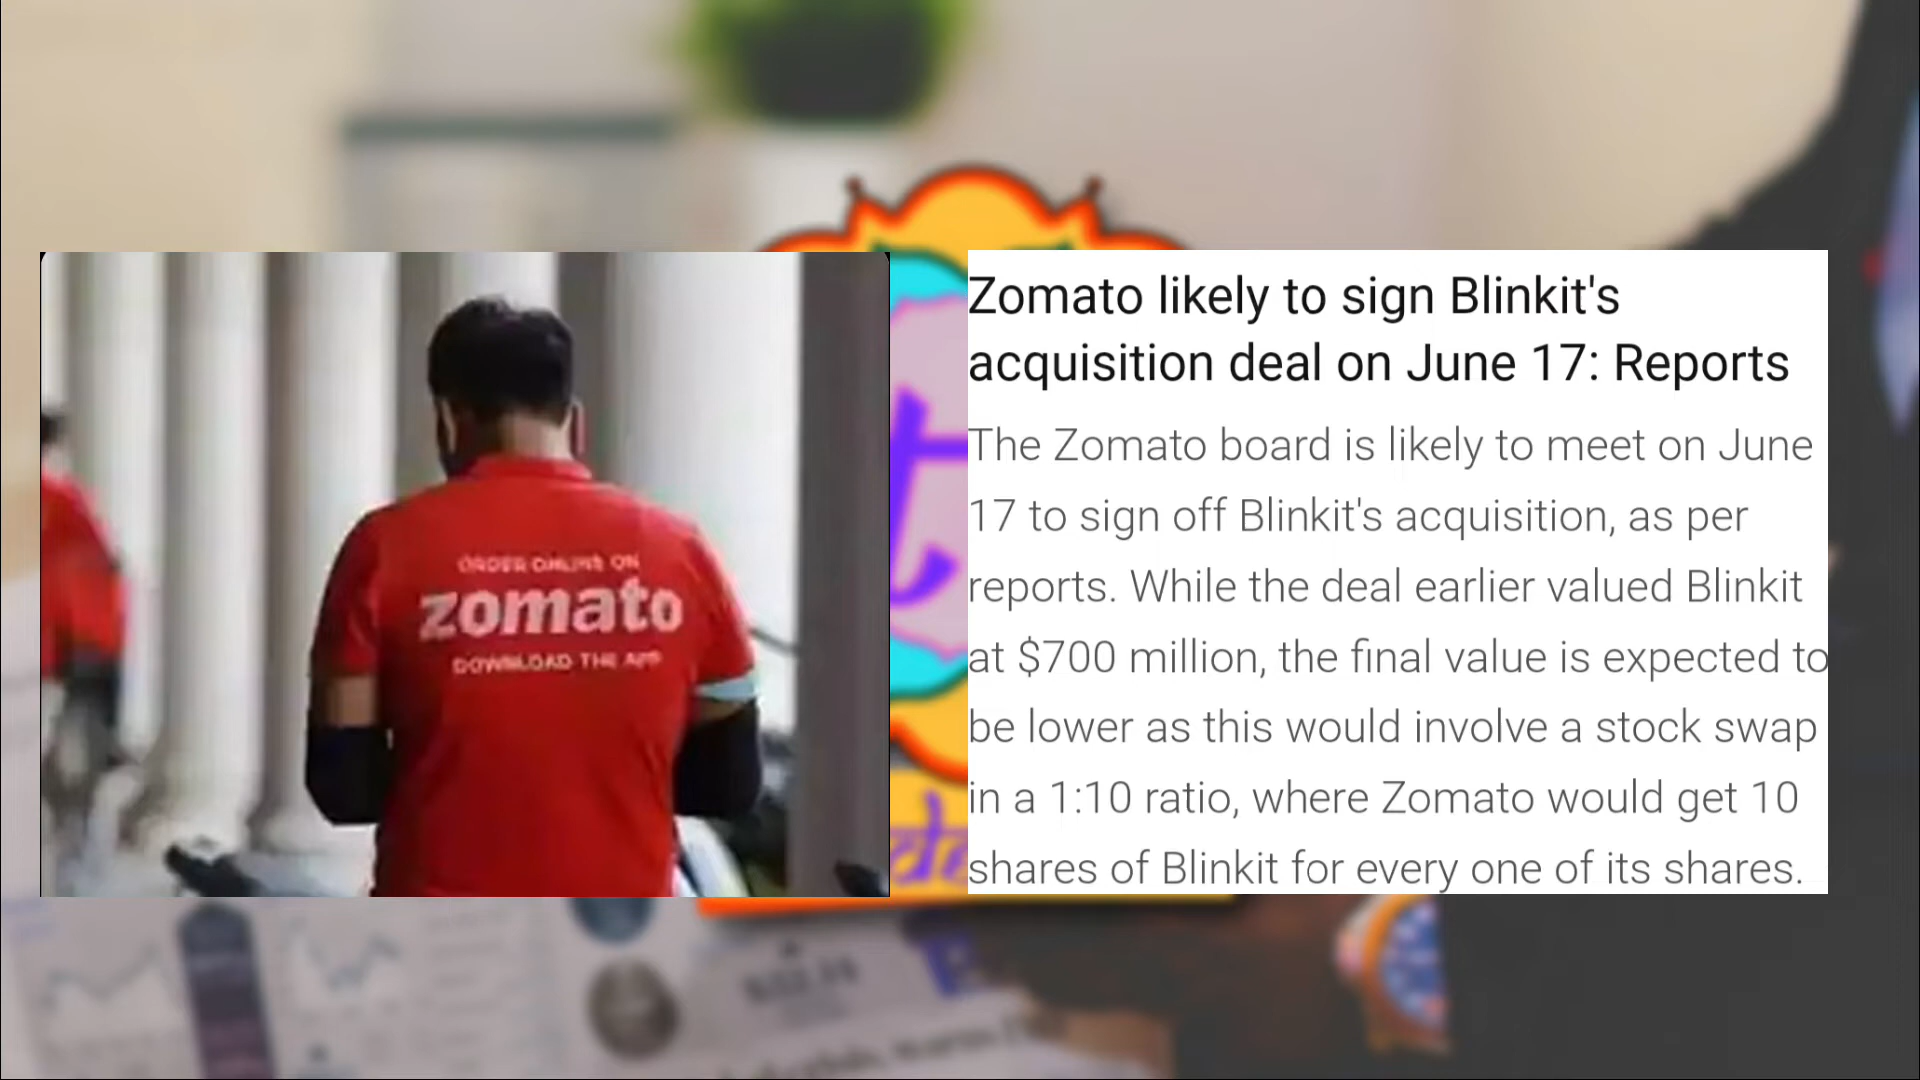 ORDER ONLINE ON
zomato
DOWNLOAD THE APP
Zomato likely to sign Blinkit's
acquisition deal on June 17: Reports
The Zomato board is likely to meet on June
17 to sign off Blinkit's acquisition, as per
reports. While the deal earlier valued Blinkit
at $700 million, the final value is expected to
be lower as this would involve a stock swap
in a 1:10 ratio, where Zomato would get 10
shares of Blinkit for every one of its shares.